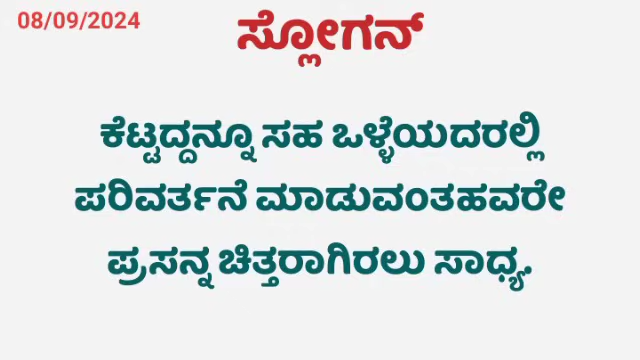 08/09/2024
ಸ್ಲೋಗನ್
ಕೆಟ್ಟದ್ದನ್ನೂ ಸಹ ಒಳ್ಳೆಯದರಲ್ಲಿ
ಪರಿವರ್ತನೆ ಮಾಡುವಂತಹವರೇ
ಪ್ರಸನ್ನ ಚಿತ್ತರಾಗಿರಲು ಸಾಧ್ಯ.